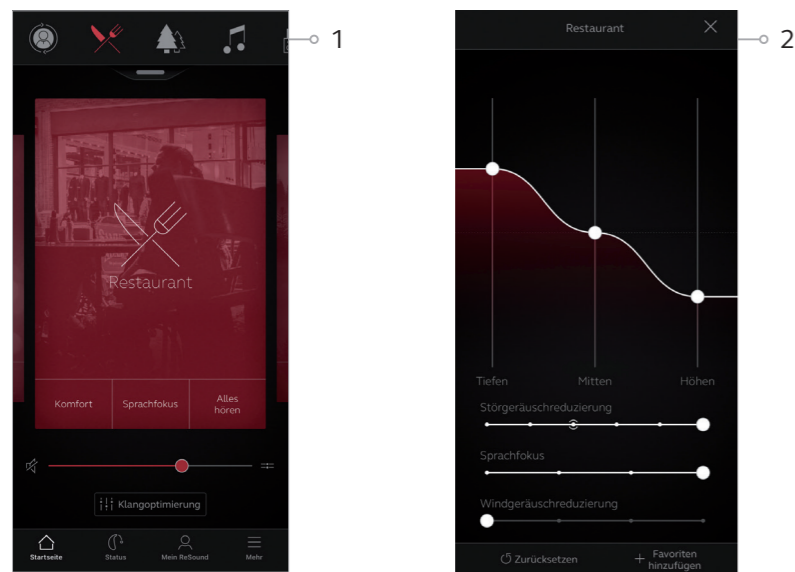 1
Restaurant
Komfort
Sprachfokus
Alles
hören
Klangoptimierung
Startseite
Status
Mein ReSound
Mehr
Restaurant
2
Tiefen
Mitten
Höhen
Störgeräuschreduzierung
Sprachfokus
Windgeräuschreduzierung
Zurücksetzen
Favoriten
hinzufügen